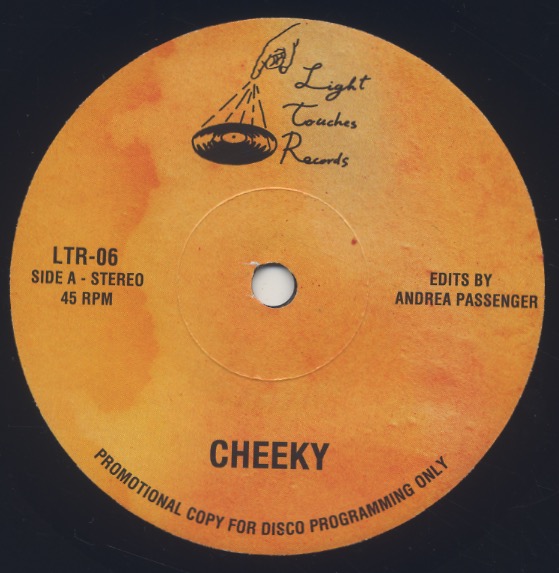 Light
Touches
Records
LTR-06
SIDE A - STEREO
45 RPM
EDITS BY
ANDREA PASSENGER
CHEEKY
PROMOTIONAL COPY FOR DISCO PROGRAMMING ONLY